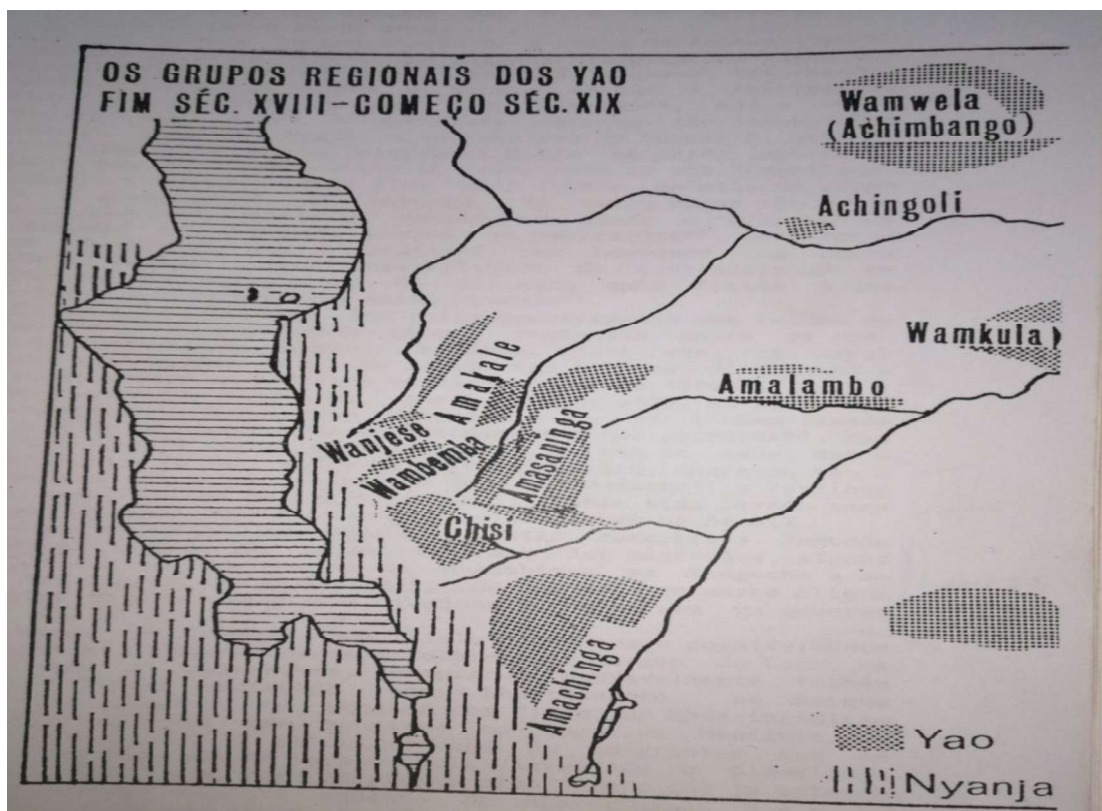 OS GRUPOS REGIONAIS DOS YAO
FIM SÉC. XVIII-COMEÇO SÉC. XIX
Wamwela
(Achimbango)
Achingoli
Wamkula
Amakale
Amalambo
Wanjese
Wambemba
Amasaninga
Chisi
Amachinga
Yao
Nyanja